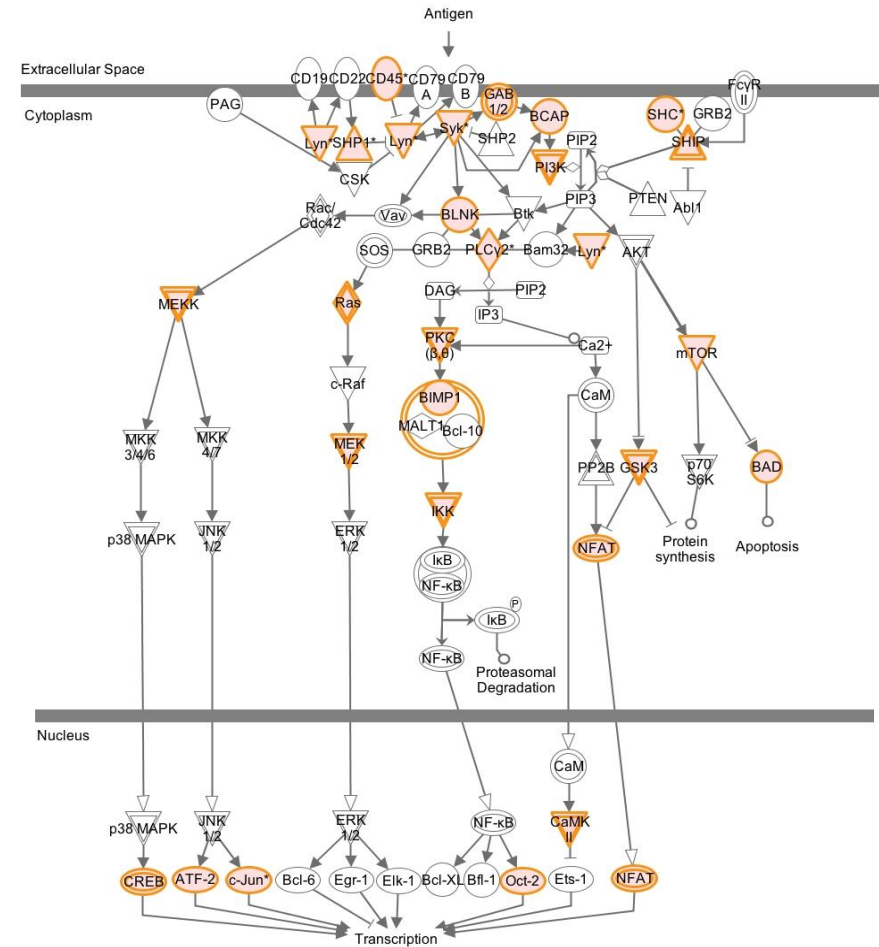 Antigen
Extracellular Space
CD19
CD22
CD45*
CD79
A
CD79
B
GAB
1/2
FcγR
II
Cytoplasm
PAG
BCAP
SHC*
GRB2
Lyn*
SHP1*
Lyn*
Syk*
SHP2
PIP2
SHIP
CSK
PI3K
Rac/
Cdc42
Vav
BLNK
Btk
PIP3
PTEN
Abl1
SOS
GRB2
PLCγ2*
Bam32
Lyn*
AKT
MEKK
Ras
DAG
PIP2
IP3
PKC
(β,θ)
Ca2+
mTOR
c-Raf
BIMP1
CaM
MALT1
Bcl-10
MKK
3/4/6
MKK
4/7
MEK
1/2
PP2B
GSK3
p70
S6K
BAD
IKK
p38 MAPK
JNK
1/2
ERK
1/2
NFAT
Protein
synthesis
Apoptosis
IκB
NF-κB
IκB
P
NF-κB
Proteasomal
Degradation
Nucleus
CaM
p38 MAPK
JNK
1/2
ERK
1/2
NF-κB
CaMK
II
CREB
ATF-2
c-Jun*
Bcl-6
Egr-1
Elk-1
Bcl-XL
Bfl-1
Oct-2
Ets-1
NFAT
Transcription